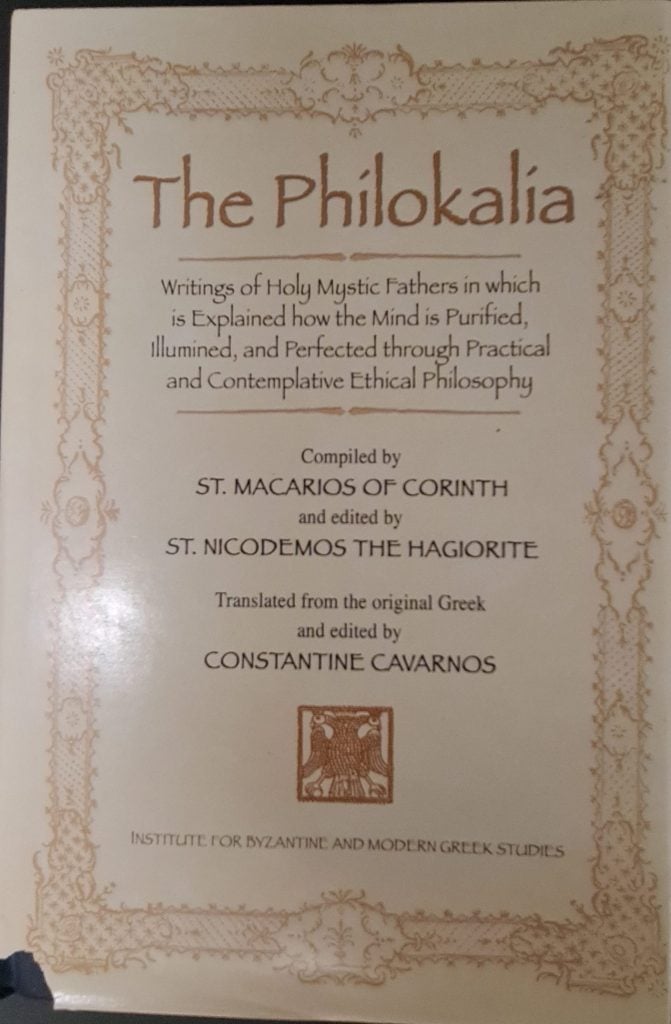 The Philokalia
Writings of Holy Mystic Fathers in which
is Explained how the Mind is Purified,
Illumined, and Perfected through Practical
and Contemplative Ethical Philosophy
Compiled by
ST. MACARIOS OF CORINTH
and edited by
ST. NICODEMOS THE HAGIORITE
Translated from the original Greek
and edited by
CONSTANTINE CAVARNOS
INSTITUTE FOR BYZANTINE AND MODERN GREEK STUDIES